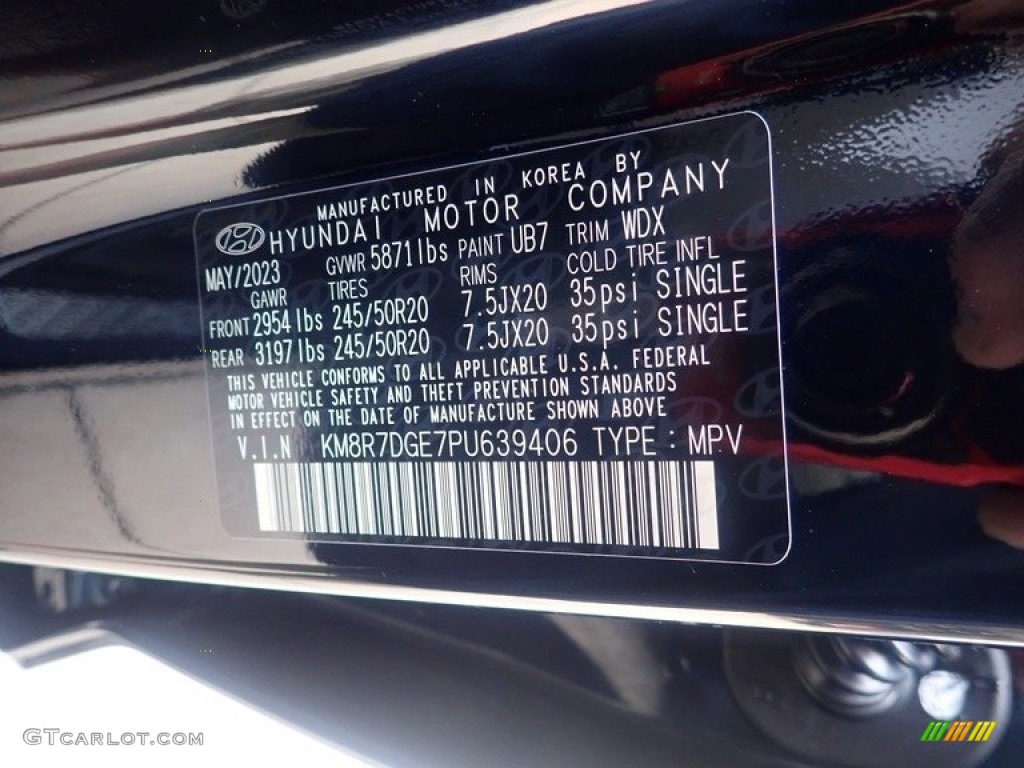 MANUFACTURED IN KOREA BY
HYUNDAI MOTOR COMPANY
MAY/2023 GVWR 5871lbs PAINT UB7 TRIM WDX
GAWR TIRES RIMS COLD TIRE INFL
FRONT 2954lbs 245/50R20 7.5JX20 35psi SINGLE
REAR 3197lbs 245/50R20 7.5JX20 35psi SINGLE
THIS VEHICLE CONFORMS TO ALL APPLICABLE U.S.A. FEDERAL
MOTOR VEHICLE SAFETY AND THEFT PREVENTION STANDARDS
IN EFFECT ON THE DATE OF MANUFACTURE SHOWN ABOVE
V.I.N KM8R7DGE7PU639406 TYPE : MPV
GTCARLOT.COM